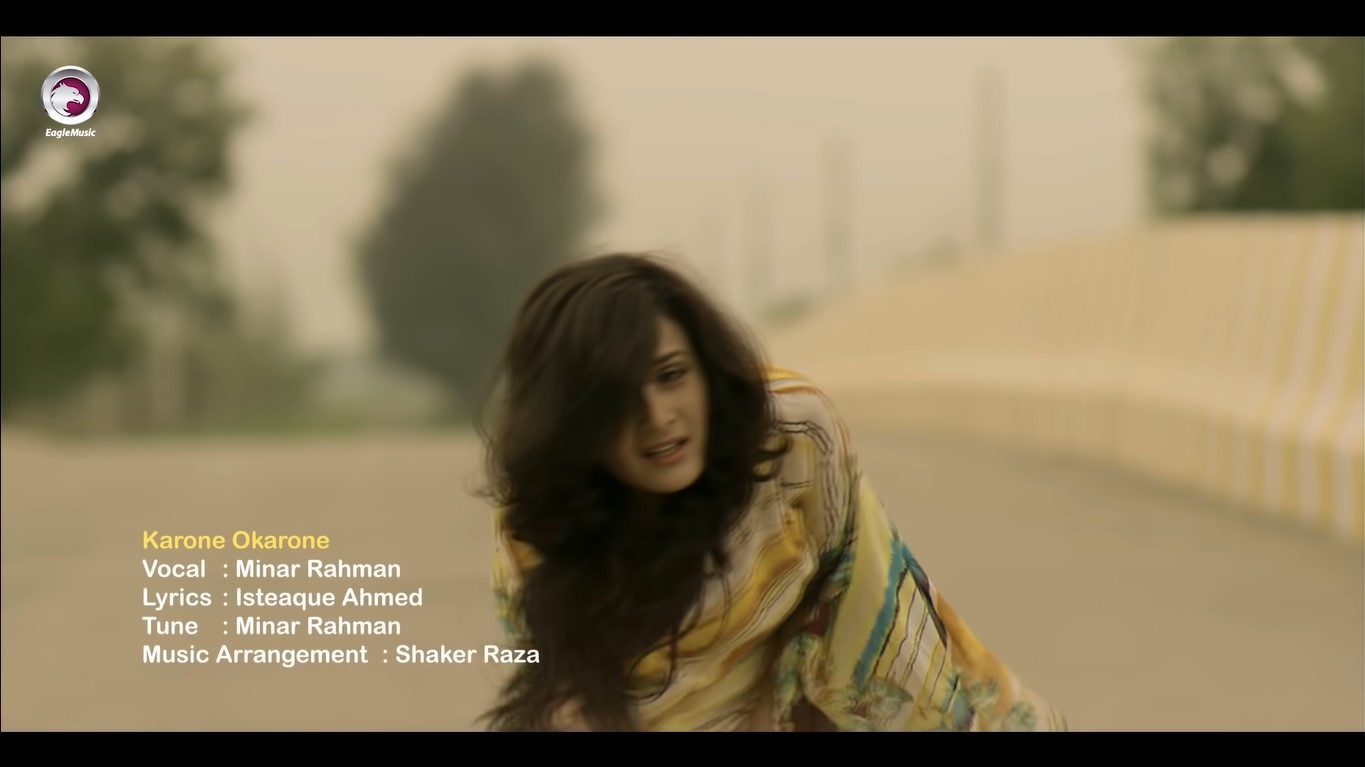 EagleMusic
Karone Okarone
Vocal : Minar Rahman
Lyrics : Isteaque Ahmed
Tune : Minar Rahman
Music Arrangement : Shaker Raza